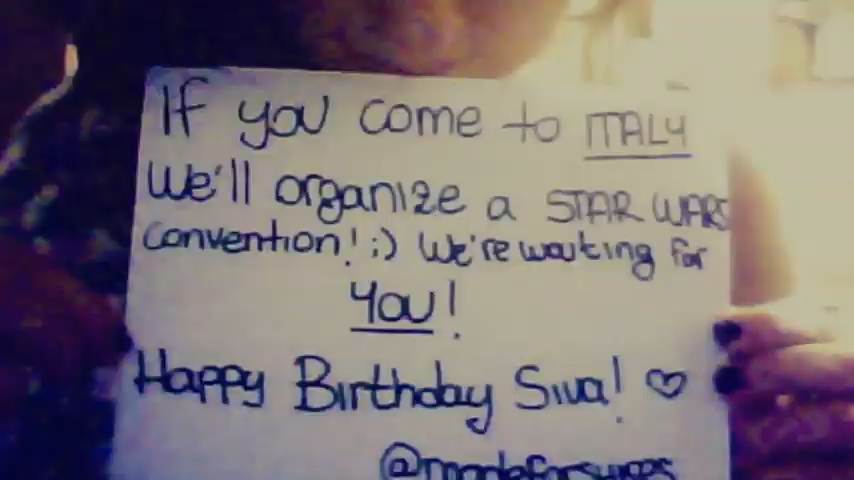 If you come to ITALY
We'll organize a STAR WARS
convention! ;) We're waiting for
YOU!
Happy Birthday Siva! ♡